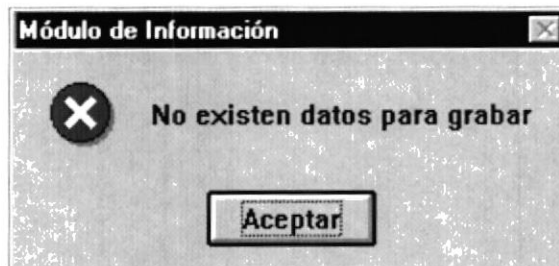 Módulo de Información
No existen datos para grabar
Aceptar